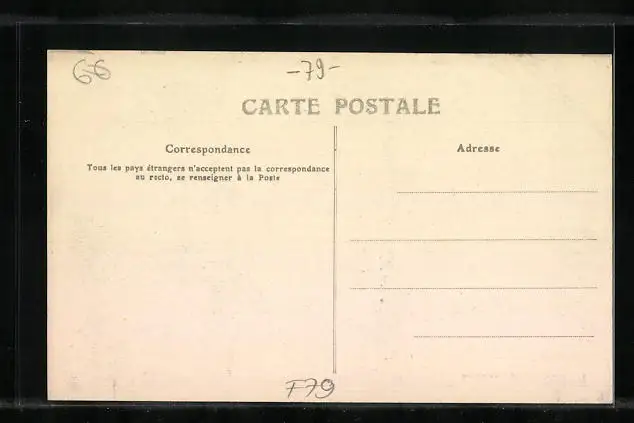 66
-79-
CARTE POSTALE
Correspondance
Tous les pays étrangers n'acceptent pas la correspondance
au recto, se renseigner à la Poste
Adresse
F79